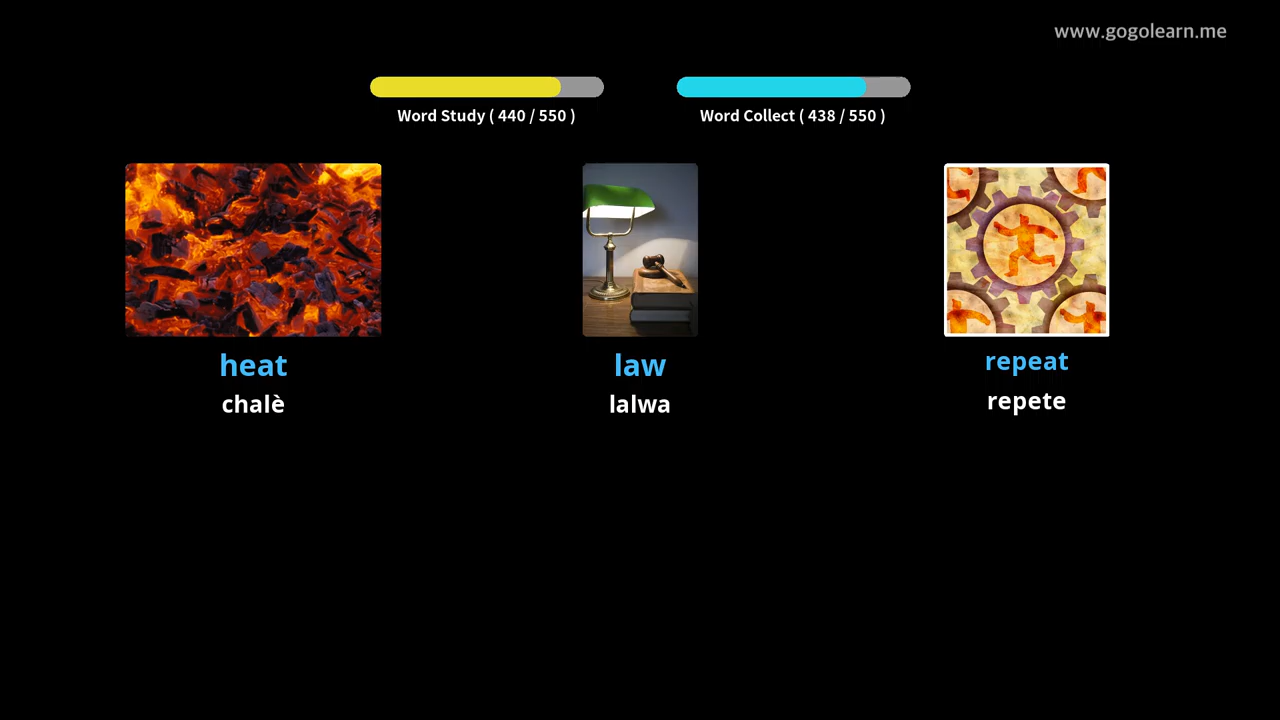 www.gogolearn.me
Word Study ( 440 / 550 )
Word Collect ( 438 / 550 )
heat
chalè
law
lalwa
repeat
repete